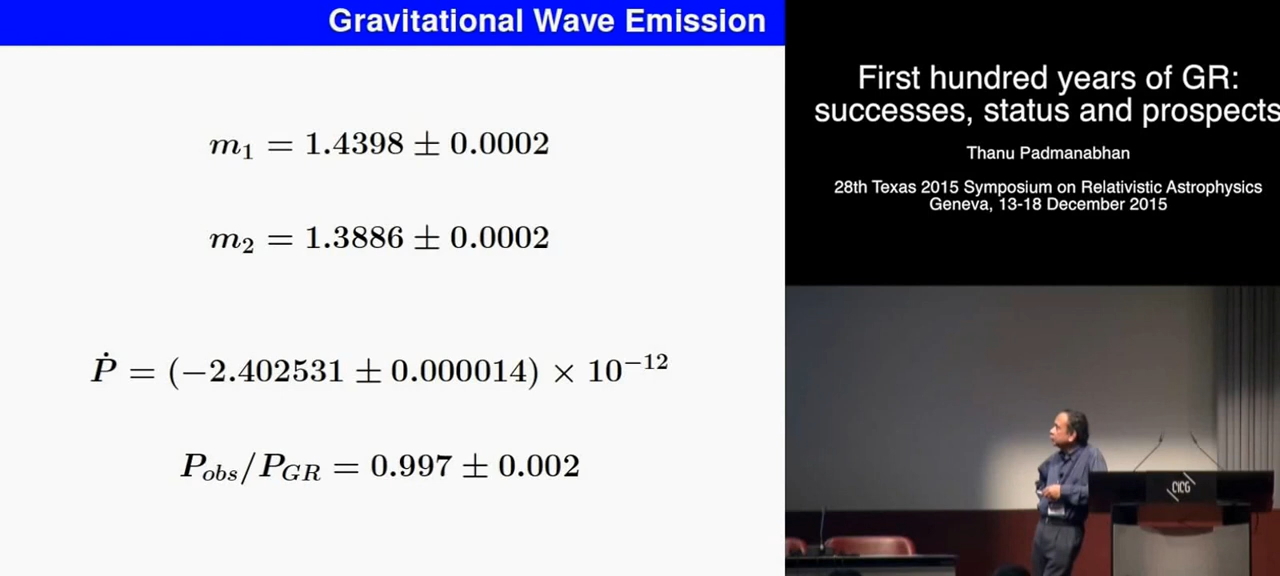 Gravitational Wave Emission
m₁ = 1.4398 ± 0.0002
m₂ = 1.3886 ± 0.0002
Ṗ = (−2.402531 ± 0.000014) × 10⁻¹²
P_obs/P_GR = 0.997 ± 0.002
First hundred years of GR:
successes, status and prospects
Thanu Padmanabhan
28th Texas 2015 Symposium on Relativistic Astrophysics
Geneva, 13-18 December 2015
CICG